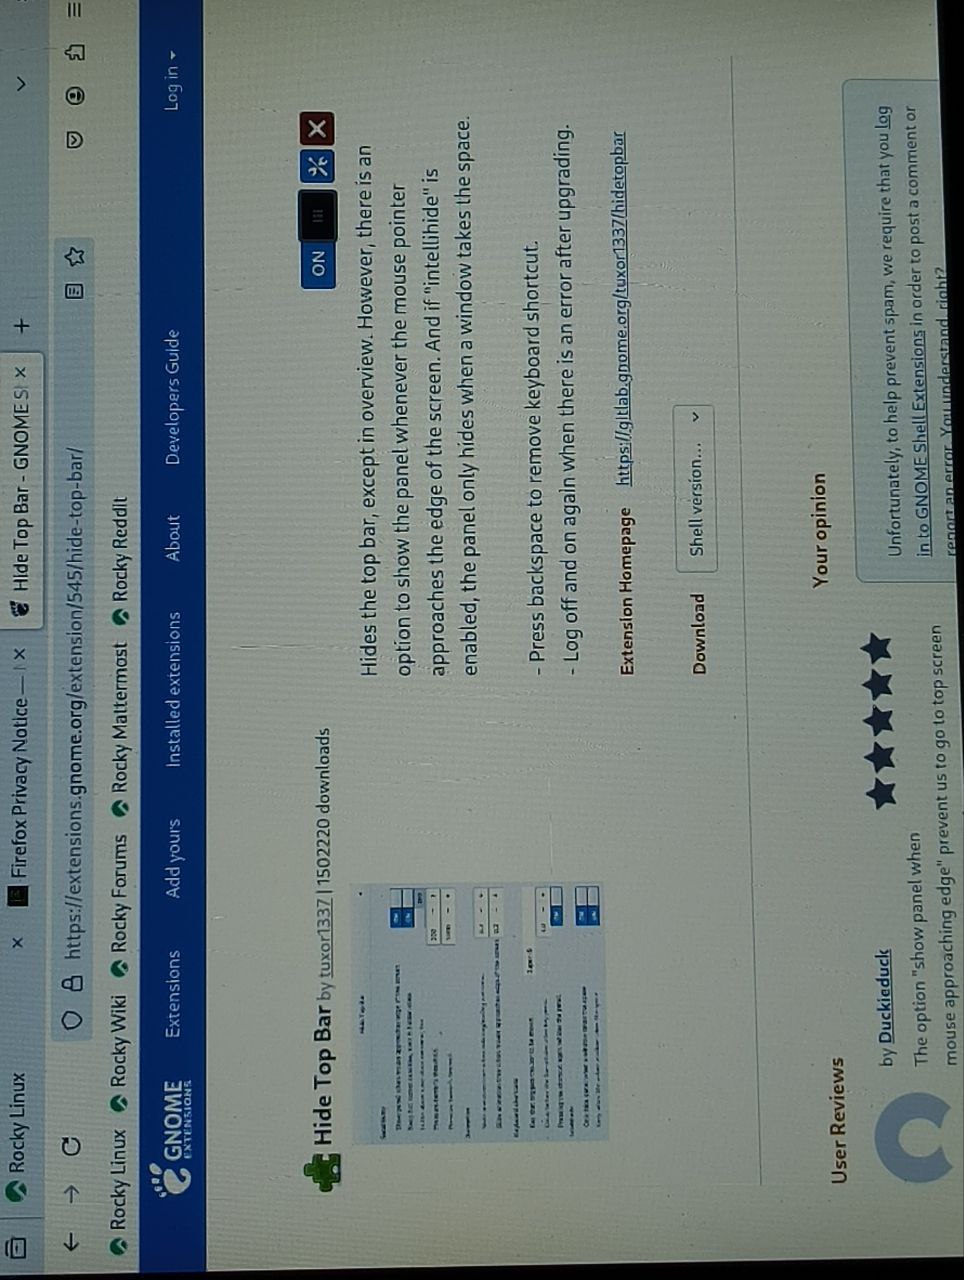 Rocky Linux
Firefox Privacy Notice —
Hide Top Bar - GNOME S
https://extensions.gnome.org/extension/545/hide-top-bar/
Rocky Linux Rocky Wiki Rocky Forums Rocky Mattermost Rocky Reddit
GNOME
EXTENSIONS
Extensions Add yours Installed extensions About Developers Guide Log in
Hide Top Bar by tuxor1337 | 1502220 downloads
ON
Hides the top bar, except in overview. However, there is an
option to show the panel whenever the mouse pointer
approaches the edge of the screen. And if "intellihide" is
enabled, the panel only hides when a window takes the space.
- Press backspace to remove keyboard shortcut.
- Log off and on again when there is an error after upgrading.
Extension Homepage https://gitlab.gnome.org/tuxor1337/hidetopbar
Download Shell version...
User Reviews
by Duckieduck
The option "show panel when
mouse approaching edge" prevent us to go to top screen
Your opinion
Unfortunately, to help prevent spam, we require that you log
in to GNOME Shell Extensions in order to post a comment or
report an error. You understand, right?